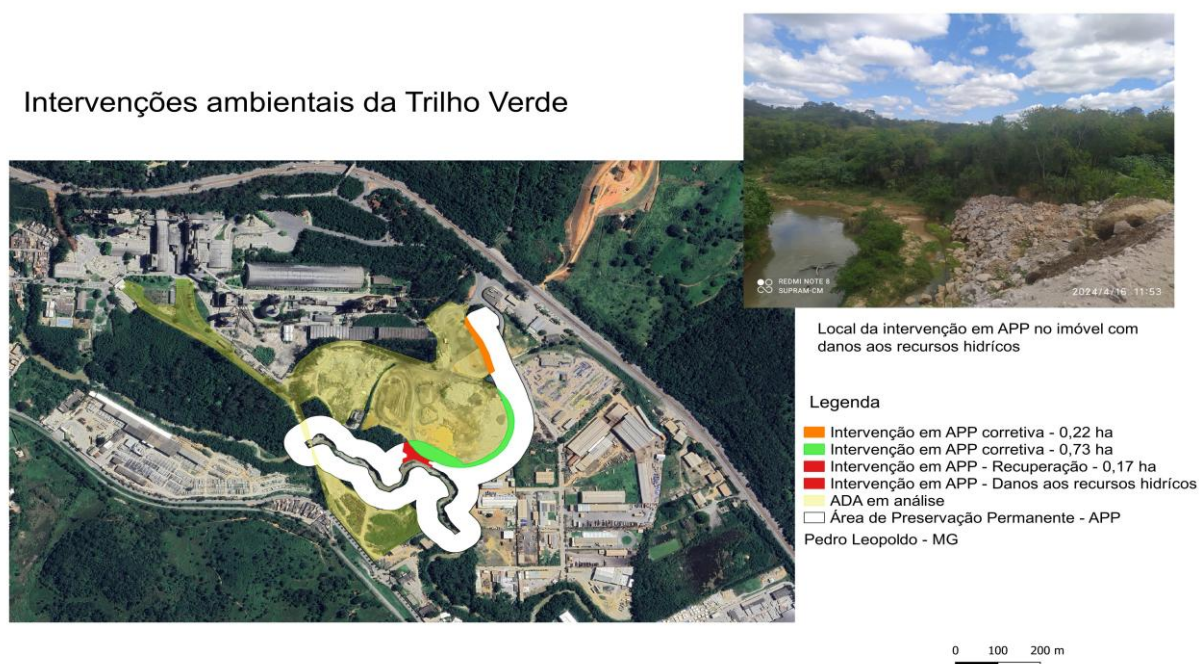 Intervenções ambientais da Trilho Verde
REDMI NOTE 8
SUPRAM-CM
2024/4/16 11:53
Local da intervenção em APP no imóvel com
danos aos recursos hidrícos
Legenda
Intervenção em APP corretiva - 0,22 ha
Intervenção em APP corretiva - 0,73 ha
Intervenção em APP - Recuperação - 0,17 ha
Intervenção em APP - Danos aos recursos hídricos
ADA em análise
Área de Preservação Permanente - APP
Pedro Leopoldo - MG
0 100 200 m